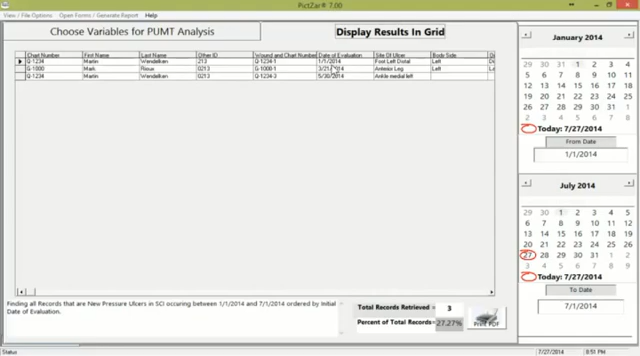 PictZar® 7.00
View / File Options: Open Forms / Generate Report Help
Choose Variables for PUMT Analysis
Display Results In Grid
Chart Number First Name Last Name Other ID Wound and Chart Number Date of Evaluation Site Of Ulcer Body Side
Q-1234 Martin Wendelken 213 Q-1234-1 1/1/2014 Foot Left Distal Left
G-1000 Mark Rioux 0213 G-1000-1 Anterior Leg Left
Q-1234 Martin Wendelken 0213 Q-1234-3 5/30/2014 Ankle medial left
Finding all Records that are New Pressure Ulcers in SCI occuring between 1/1/2014 and 7/1/2014 ordered by Initial
Date of Evaluation.
Total Records Retrieved = 3
Percent of Total Records= 27.27%
Print PDF
January 2014
29 30 31 1 2 3 4
5 6 7 8 9 10 11
12 13 14 15 16 17 18
19 20 21 22 23 24 25
26 27 28 29 30 31 1
2 3 4 5 6 7 8
Today: 7/27/2014
From Date
1/1/2014
July 2014
29 30 1 2 3 4 5
6 7 8 9 10 11 12
13 14 15 16 17 18 19
20 21 22 23 24 25 26
27 28 29 30 31 1 2
3 4 5 6 7 8 9
Today: 7/27/2014
To Date
7/1/2014
Status 7/27/2014 9:51 PM